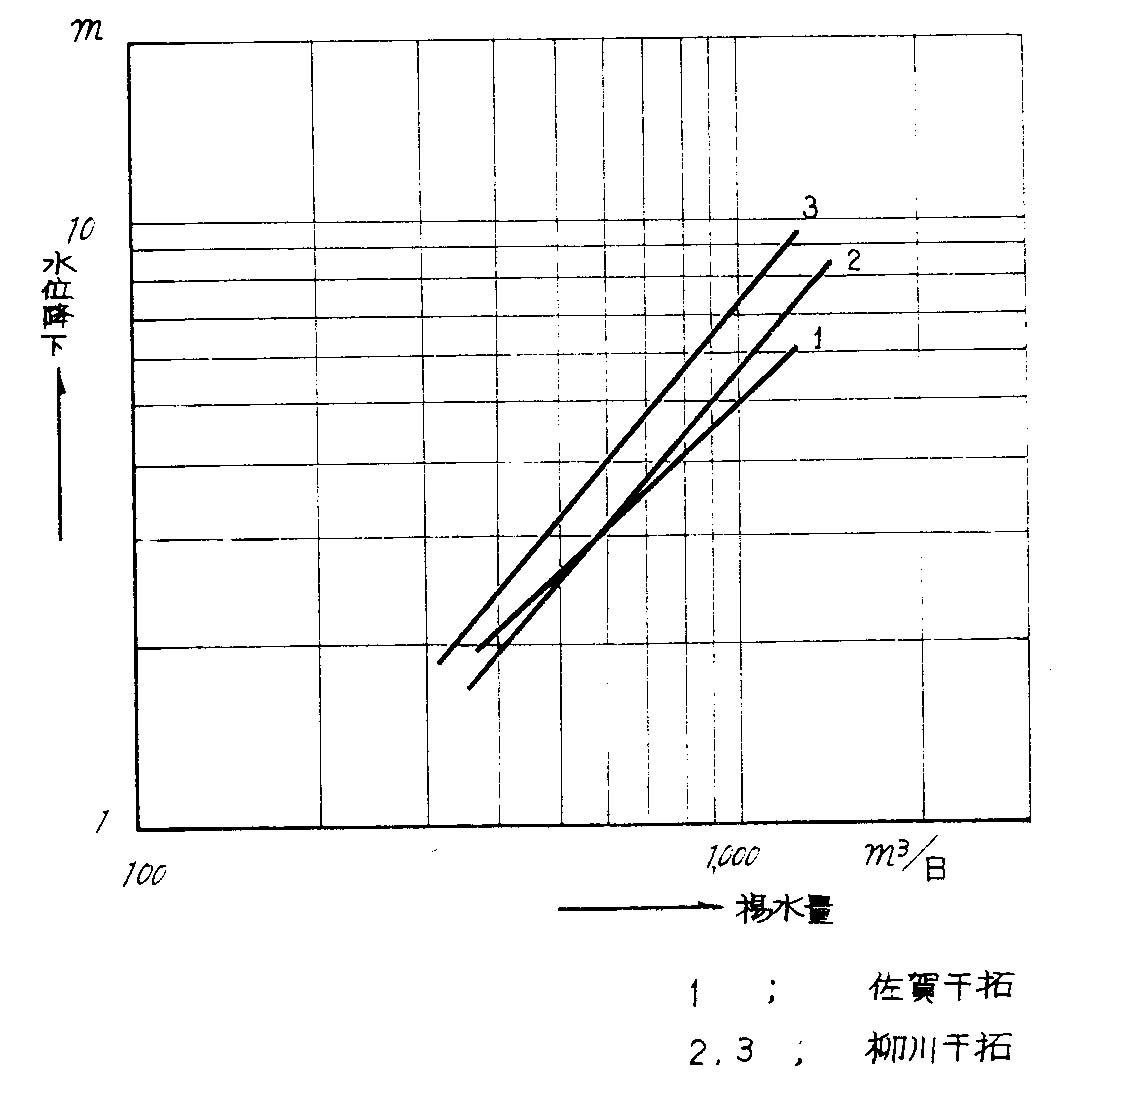 m
3
10
2
水位降下
1
1
100
1,000
m³/日
揚水量
1 ; 佐賀干拓
2.3 ; 柳川干拓